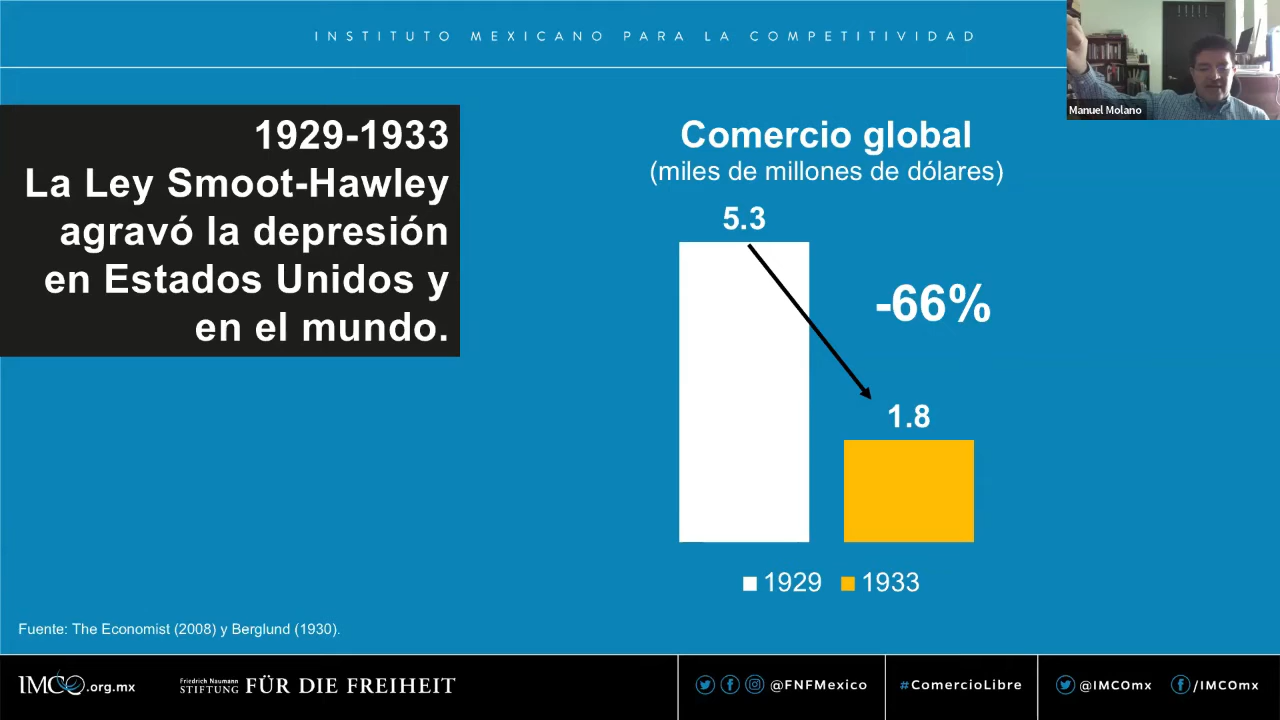 INSTITUTO MEXICANO PARA LA COMPETITIVIDAD
Manuel Molano
1929-1933
La Ley Smoot-Hawley
agravó la depresión
en Estados Unidos y
en el mundo.
Comercio global
(miles de millones de dólares)
5.3
-66%
1.8
1929 1933
Fuente: The Economist (2008) y Berglund (1930).
IMCO.org.mx
Friedrich Naumann
STIFTUNG FÜR DIE FREIHEIT
@FNFMexico
#ComercioLibre
@IMCOmx
/IMCOmx